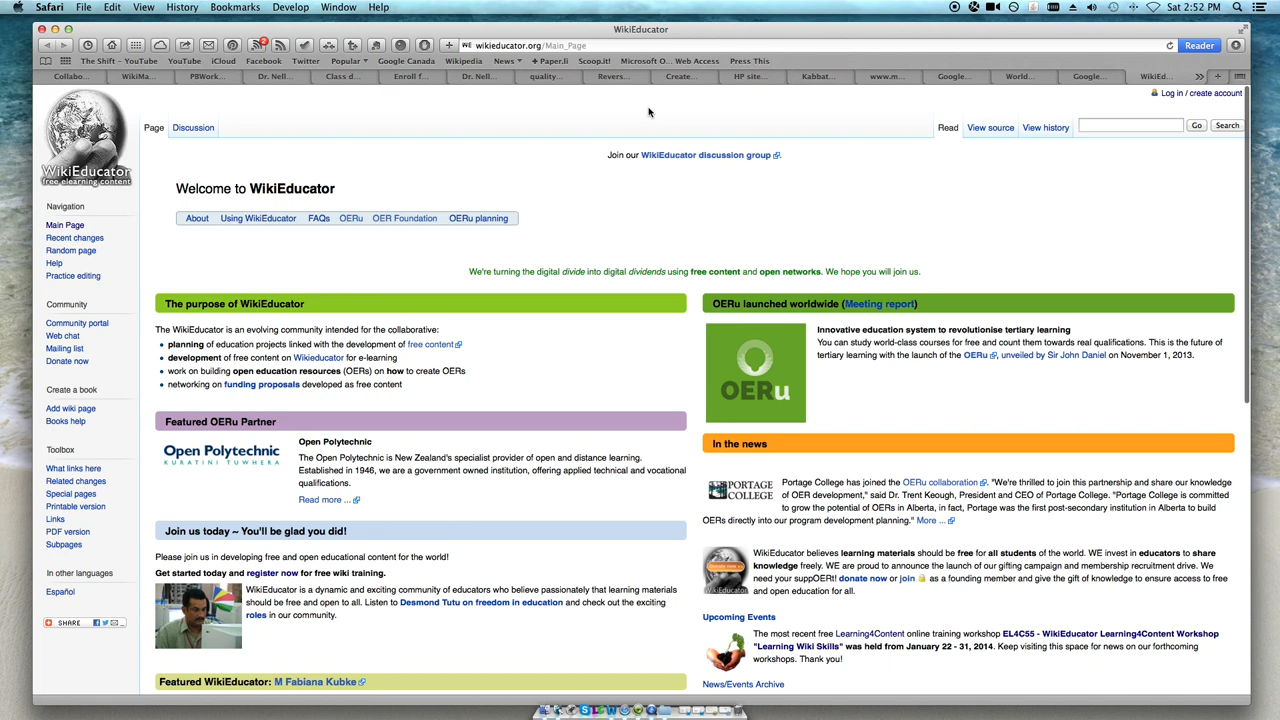 Safari File Edit View History Bookmarks Develop Window Help Sat 2:52 PM
WikiEducator
wikieducator.org/Main_Page Reader
The Shift - YouTube YouTube iCloud Facebook Twitter Popular Google Canada Wikipedia News + Paper.li Scoop.it! Microsoft O... Web Access Press This
Collabo... WikiMa... PBWork... Dr. Nell... Class d... Enroll f... Dr. Nell... quality... Revers... Create... HP site... Kabbat... www.m... Google... World... Google... WikiEd...
Log in / create account
Page Discussion Read View source View history Go Search
WikiEducator
free elearning content
Join our WikiEducator discussion group.
Welcome to WikiEducator
About Using WikiEducator FAQs OERu OER Foundation OERu planning
We're turning the digital divide into digital dividends using free content and open networks. We hope you will join us.
Navigation
Main Page
Recent changes
Random page
Help
Practice editing
Community
Community portal
Web chat
Mailing list
Donate now
Create a book
Add wiki page
Books help
Toolbox
What links here
Related changes
Special pages
Printable version
Links
PDF version
Subpages
In other languages
Español
SHARE
The purpose of WikiEducator
The WikiEducator is an evolving community intended for the collaborative:
planning of education projects linked with the development of free content
development of free content on Wikieducator for e-learning
work on building open education resources (OERs) on how to create OERs
networking on funding proposals developed as free content
Featured OERu Partner
Open Polytechnic
KURATINI TUWHERA
Open Polytechnic
The Open Polytechnic is New Zealand's specialist provider of open and distance learning.
Established in 1946, we are a government owned institution, offering applied technical and vocational
qualifications.
Read more ...
Join us today ~ You'll be glad you did!
Please join us in developing free and open educational content for the world!
Get started today and register now for free wiki training.
WikiEducator is a dynamic and exciting community of educators who believe passionately that learning materials
should be free and open to all. Listen to Desmond Tutu on freedom in education and check out the exciting
roles in our community.
Featured WikiEducator: M Fabiana Kubke
OERu launched worldwide (Meeting report)
OERu
Innovative education system to revolutionise tertiary learning
You can study world-class courses for free and count them towards real qualifications. This is the future of
tertiary learning with the launch of the OERu, unveiled by Sir John Daniel on November 1, 2013.
In the news
PORTAGE
COLLEGE
Portage College has joined the OERu collaboration. "We're thrilled to join this partnership and share our knowledge
of OER development," said Dr. Trent Keough, President and CEO of Portage College. "Portage College is committed
to grow the potential of OERs in Alberta, in fact, Portage was the first post-secondary institution in Alberta to build
OERs directly into our program development planning." More ...
WikiEducator believes learning materials should be free for all students of the world. WE invest in educators to share
knowledge freely. WE are proud to announce the launch of our gifting campaign and membership recruitment drive. We
need your suppOER​t! donate now or join as a founding member and give the gift of knowledge to ensure access to free
and open education for all.
Upcoming Events
The most recent free Learning4Content online training workshop EL4C55 - WikiEducator Learning4Content Workshop
"Learning Wiki Skills" was held from January 22 - 31, 2014. Keep visiting this space for news on our forthcoming
workshops. Thank you!
News/Events Archive